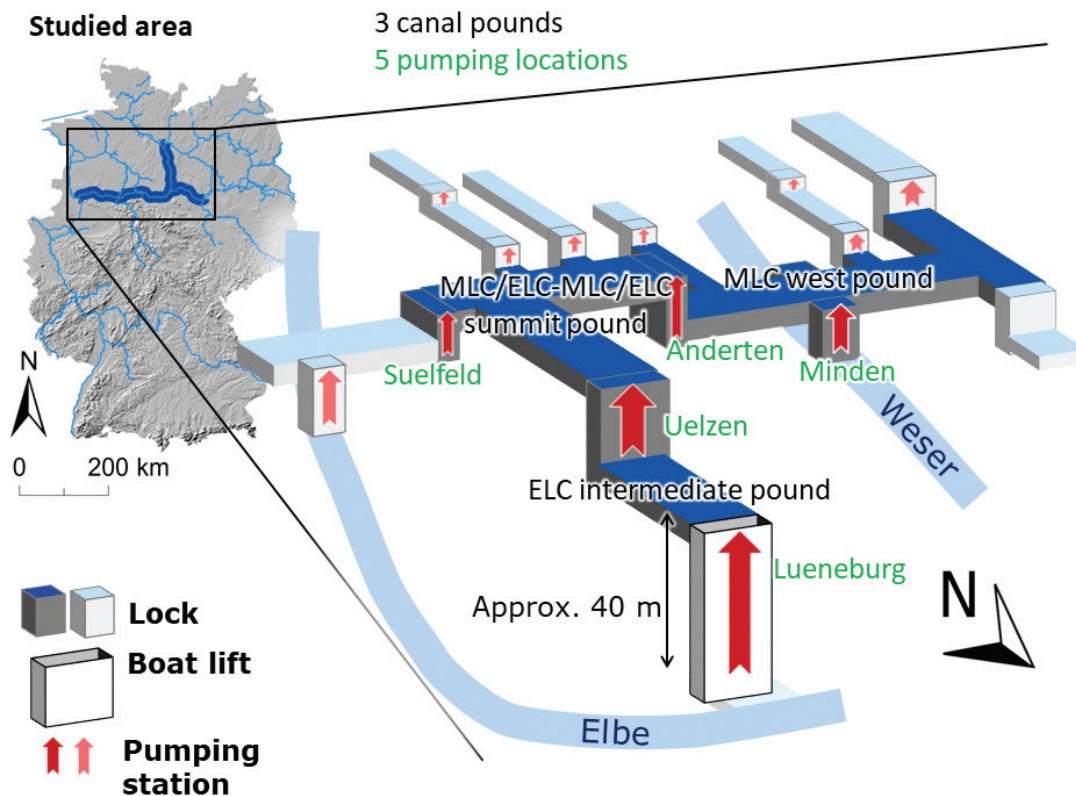 Studied area
3 canal pounds
5 pumping locations
N
0 200 km
MLC/ELC-MLC/ELC
summit pound
MLC west pound
Suelfeld
Anderten
Minden
Uelzen
Weser
ELC intermediate pound
Lueneburg
Approx. 40 m
N
Elbe
Lock
Boat lift
Pumping
station